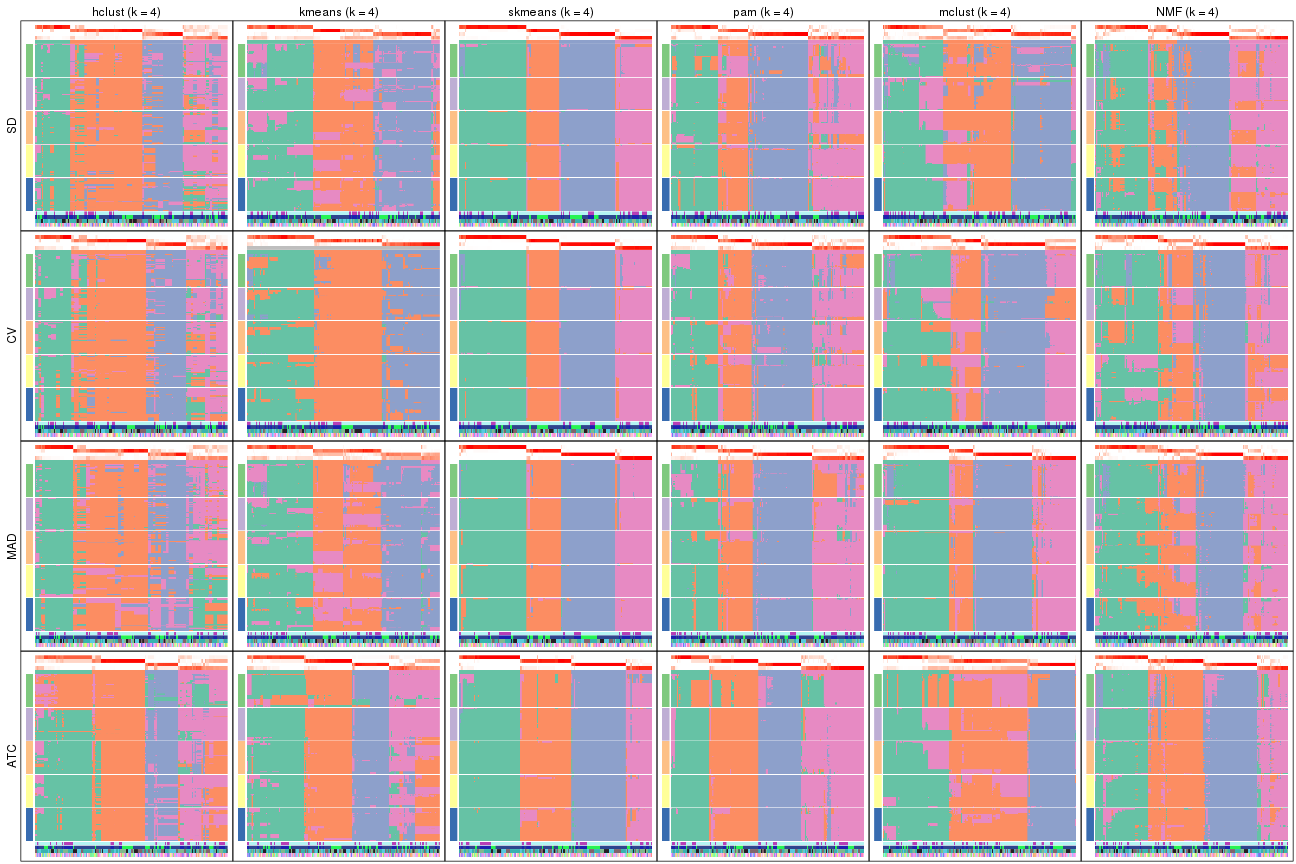 hclust (k = 4)
kmeans (k = 4)
skmeans (k = 4)
pam (k = 4)
mclust (k = 4)
NMF (k = 4)
SD
CV
MAD
ATC